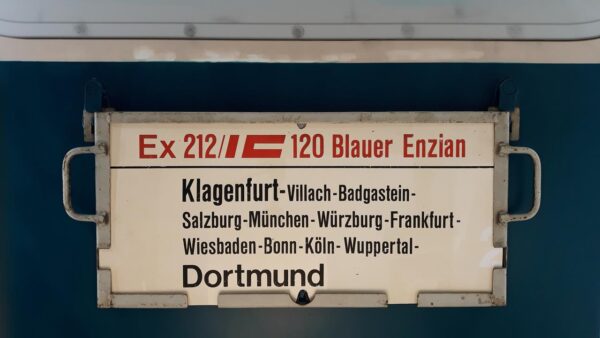 Ex 212/IC 120 Blauer Enzian
Klagenfurt-Villach-Badgastein-
Salzburg-München-Würzburg-Frankfurt-
Wiesbaden-Bonn-Köln-Wuppertal-
Dortmund